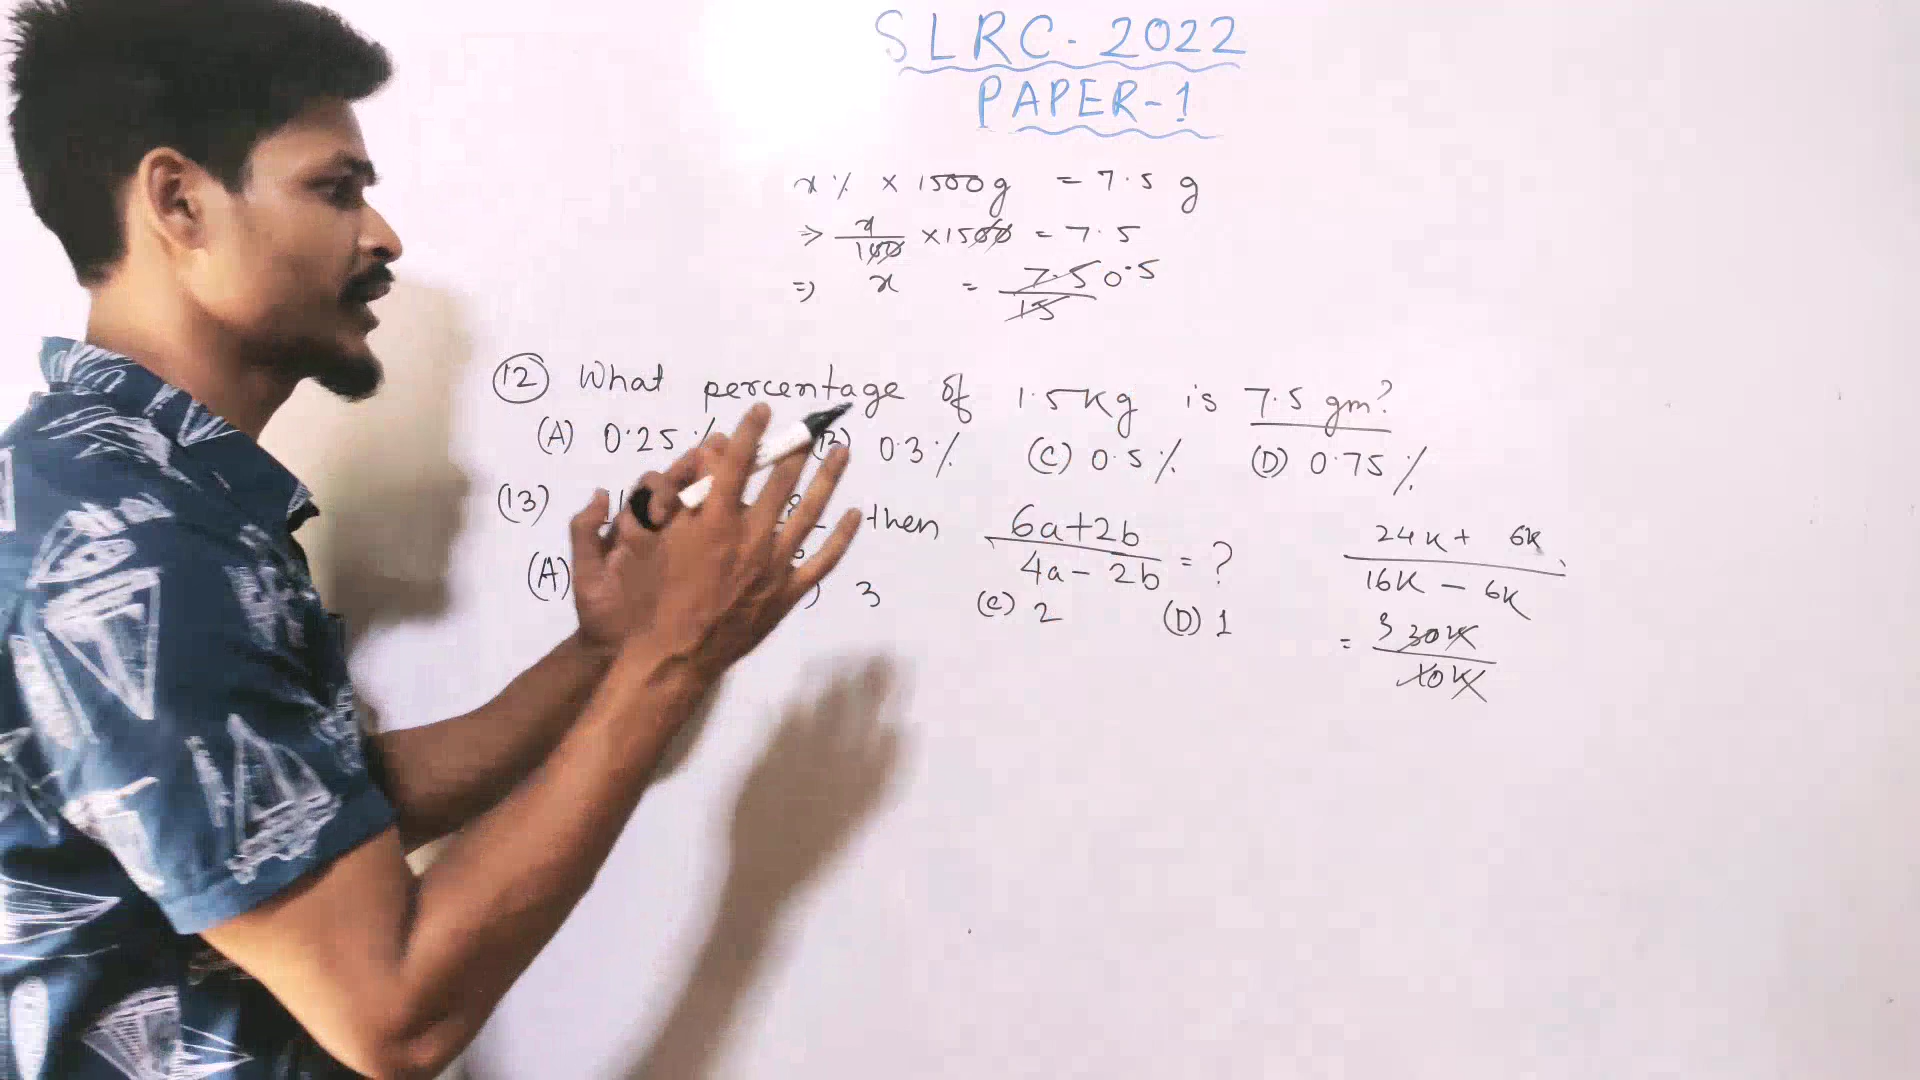 SLRC-2022
PAPER-1
x% × 1500g = 7.5 g
⇒ x/100 ×1500 = 7.5
⇒ x = 7.5/15 0.5
(12) What percentage of 1.5Kg is 7.5 gm?
(A) 0.25% (B) 0.3% (C) 0.5% (D) 0.75%
(13) then (6a+2b)/(4a-2b) = ?
(A) 3 (C) 2 (D) 1
(24K + 6K)/(16K - 6K)
= 3 30K/10K